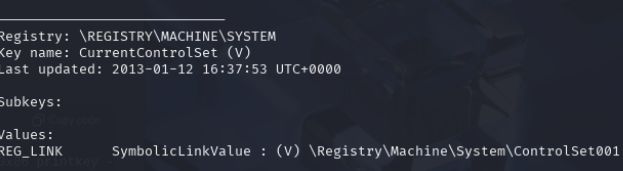 Registry: \REGISTRY\MACHINE\SYSTEM
Key name: CurrentControlSet (V)
Last updated: 2013-01-12 16:37:53 UTC+0000
Subkeys:
Values:
REG_LINK      SymbolicLinkValue : (V) \Registry\Machine\System\ControlSet001